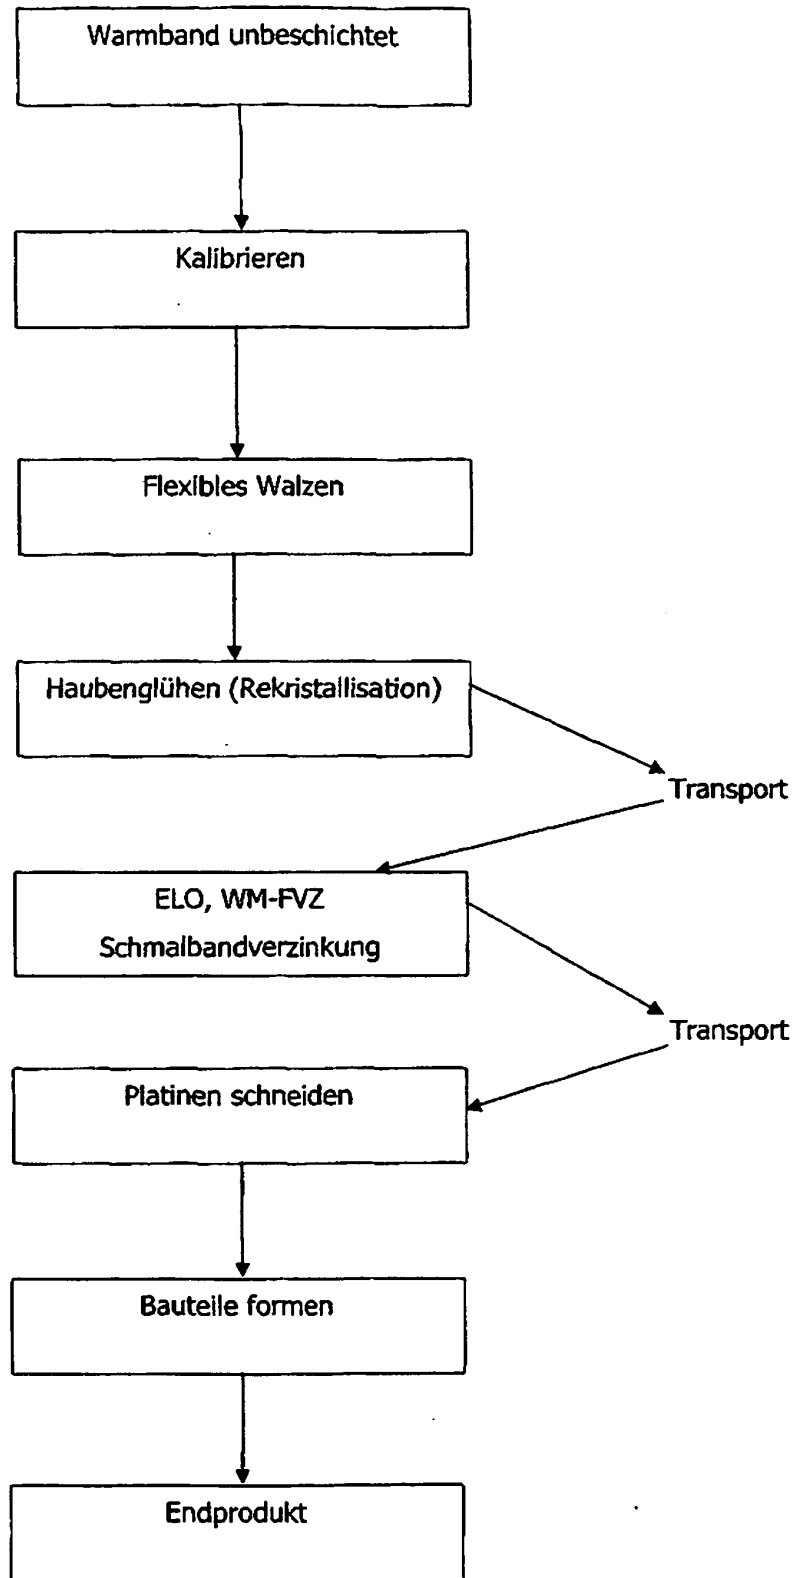 Warmband unbeschichtet
Kalibrieren
Flexibles Walzen
Haubenglühen (Rekristallisation)
Transport
ELO, WM-FVZ
Schmalbandverzinkung
Transport
Platinen schneiden
Bauteile formen
Endprodukt